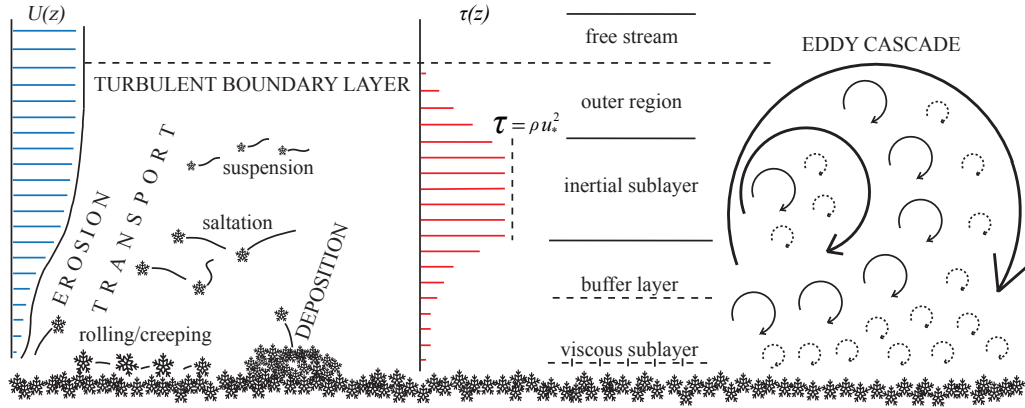 U(z)
τ(z)
free stream
EDDY CASCADE
TURBULENT BOUNDARY LAYER
outer region
τ = ρu*²
suspension
inertial sublayer
EROSION
TRANSPORT
saltation
DEPOSITION
buffer layer
rolling/creeping
viscous sublayer